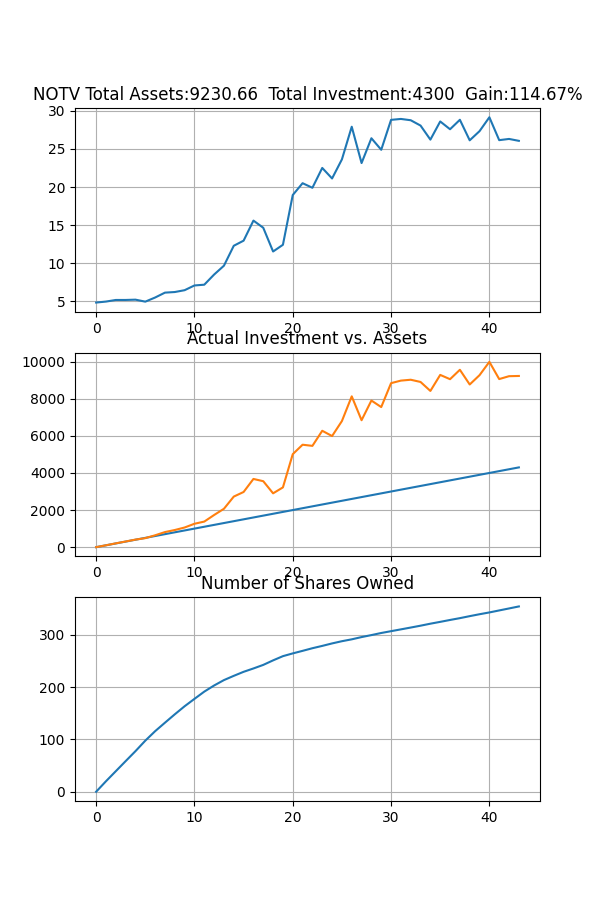 NOTV Total Assets:9230.66  Total Investment:4300  Gain:114.67%
30
25
20
15
10
5
0 10 20 30 40
Actual Investment vs. Assets
10000
8000
6000
4000
2000
0
0 10 20 30 40
Number of Shares Owned
300
200
100
0
0 10 20 30 40